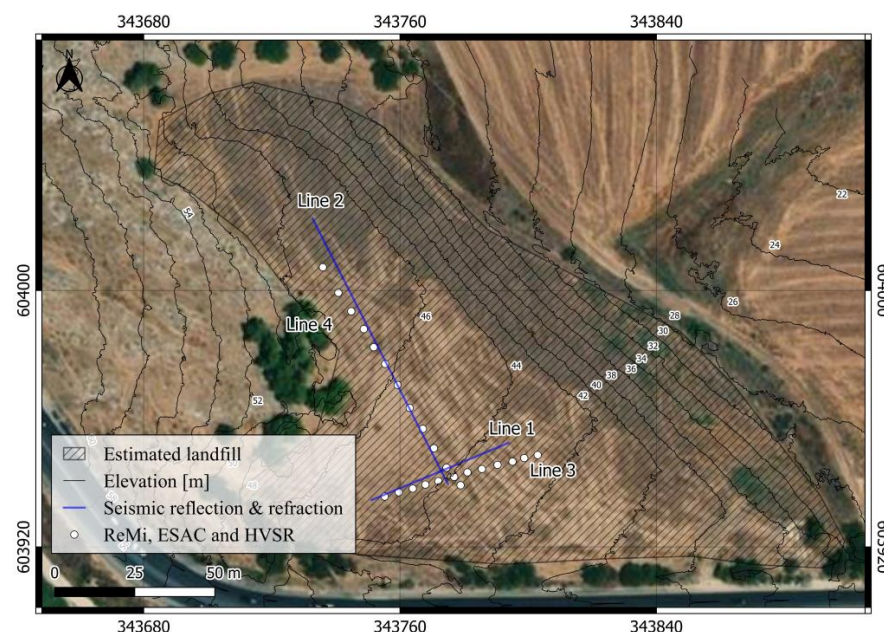 343680 343760 343840
N
22
54
Line 2
24
604000
604000
26
46
28
Line 4
30
32
44
34
36
38
40
52
42
Line 1
Estimated landfill
Line 3
Elevation [m]
Seismic reflection & refraction
ReMi, ESAC and HVSR
603920
603920
0 25 50 m
343680 343760 343840